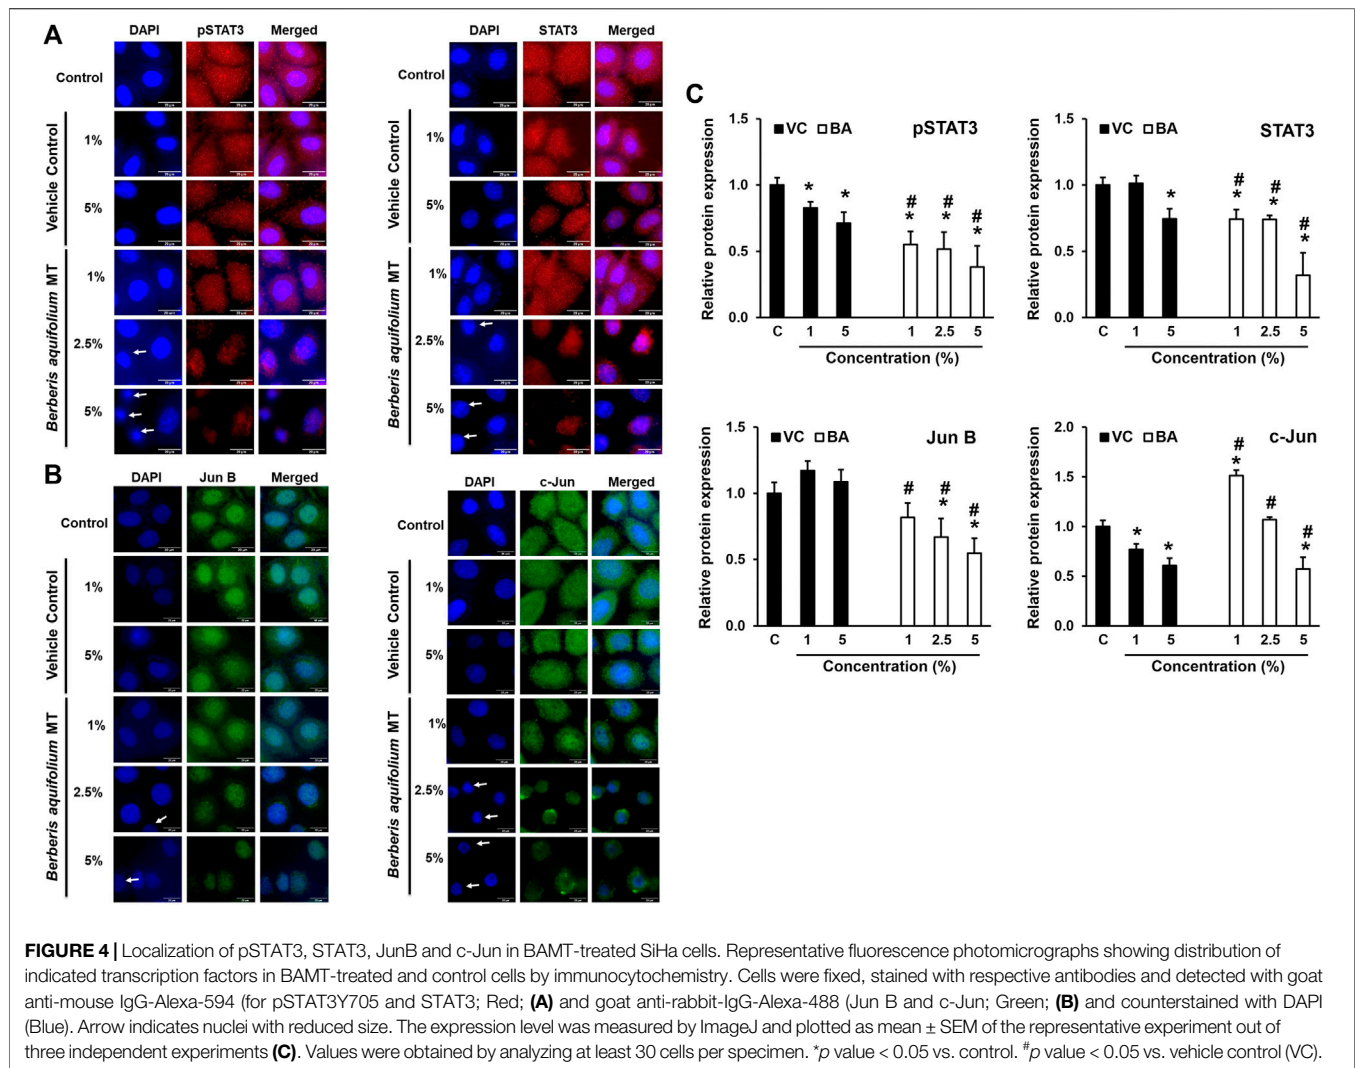 A
DAPI pSTAT3 Merged
Control
Vehicle Control
1%
5%
Berberis aquifolium MT
1%
2.5%
5%
DAPI STAT3 Merged
Control
Vehicle Control
1%
5%
Berberis aquifolium MT
1%
2.5%
5%
B
DAPI Jun B Merged
Control
Vehicle Control
1%
5%
Berberis aquifolium MT
1%
2.5%
5%
DAPI c-Jun Merged
Control
Vehicle Control
1%
5%
Berberis aquifolium MT
1%
2.5%
5%
C
Relative protein expression
1.5
1.0
0.5
0.0
VC BA
pSTAT3
* * # * # * # *
C 1 5 1 2.5 5
Concentration (%)
Relative protein expression
1.5
1.0
0.5
0.0
VC BA
STAT3
* # * # * # *
C 1 5 1 2.5 5
Concentration (%)
Relative protein expression
1.5
1.0
0.5
0.0
VC BA
Jun B
# # * # *
C 1 5 1 2.5 5
Concentration (%)
Relative protein expression
2.0
1.5
1.0
0.5
0.0
VC BA
c-Jun
* * # * # # *
C 1 5 1 2.5 5
Concentration (%)
FIGURE 4 | Localization of pSTAT3, STAT3, JunB and c-Jun in BAMT-treated SiHa cells. Representative fluorescence photomicrographs showing distribution of
indicated transcription factors in BAMT-treated and control cells by immunocytochemistry. Cells were fixed, stained with respective antibodies and detected with goat
anti-mouse IgG-Alexa-594 (for pSTAT3Y705 and STAT3; Red; (A) and goat anti-rabbit-IgG-Alexa-488 (Jun B and c-Jun; Green; (B) and counterstained with DAPI
(Blue). Arrow indicates nuclei with reduced size. The expression level was measured by ImageJ and plotted as mean ± SEM of the representative experiment out of
three independent experiments (C). Values were obtained by analyzing at least 30 cells per specimen. *p value < 0.05 vs. control. #p value < 0.05 vs. vehicle control (VC).